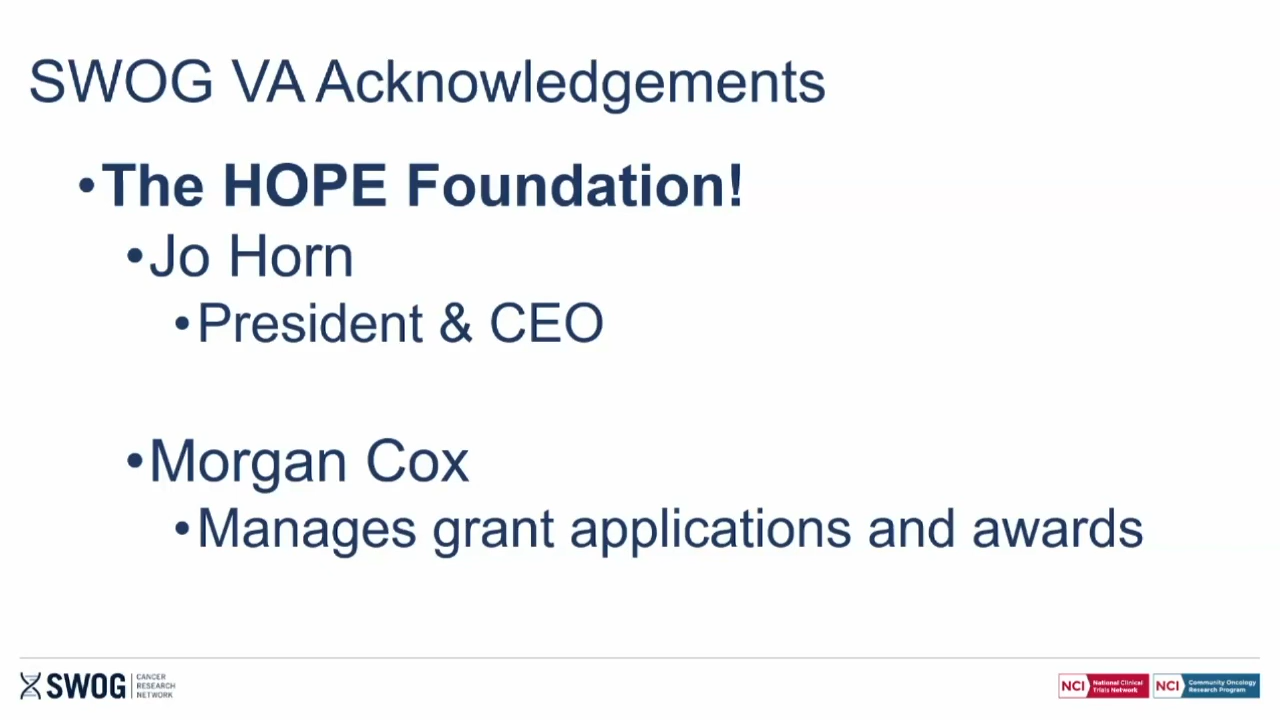 SWOG VA Acknowledgements
•The HOPE Foundation!
•Jo Horn
•President & CEO
•Morgan Cox
•Manages grant applications and awards
SWOG
CANCER
RESEARCH
NETWORK
NCI
National Clinical
Trials Network
NCI
Community Oncology
Research Program